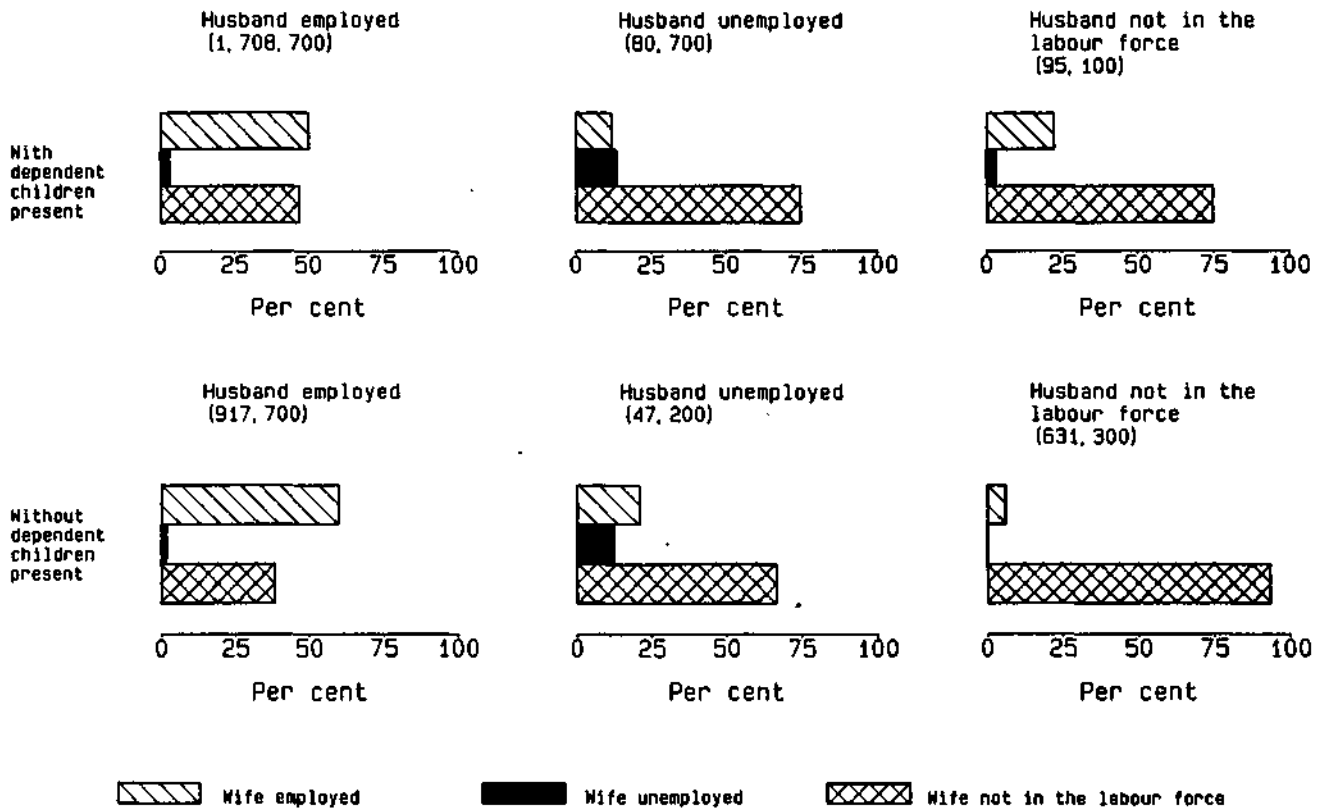 Husband employed
(1,708,700)
Husband unemployed
(80,700)
Husband not in the
labour force
(95,100)
With
dependent
children
present
0 25 50 75 100
Per cent
0 25 50 75 100
Per cent
0 25 50 75 100
Per cent
Husband employed
(917,700)
Husband unemployed
(47,200)
Husband not in the
labour force
(631,300)
Without
dependent
children
present
0 25 50 75 100
Per cent
0 25 50 75 100
Per cent
0 25 50 75 100
Per cent
Wife employed
Wife unemployed
Wife not in the labour force